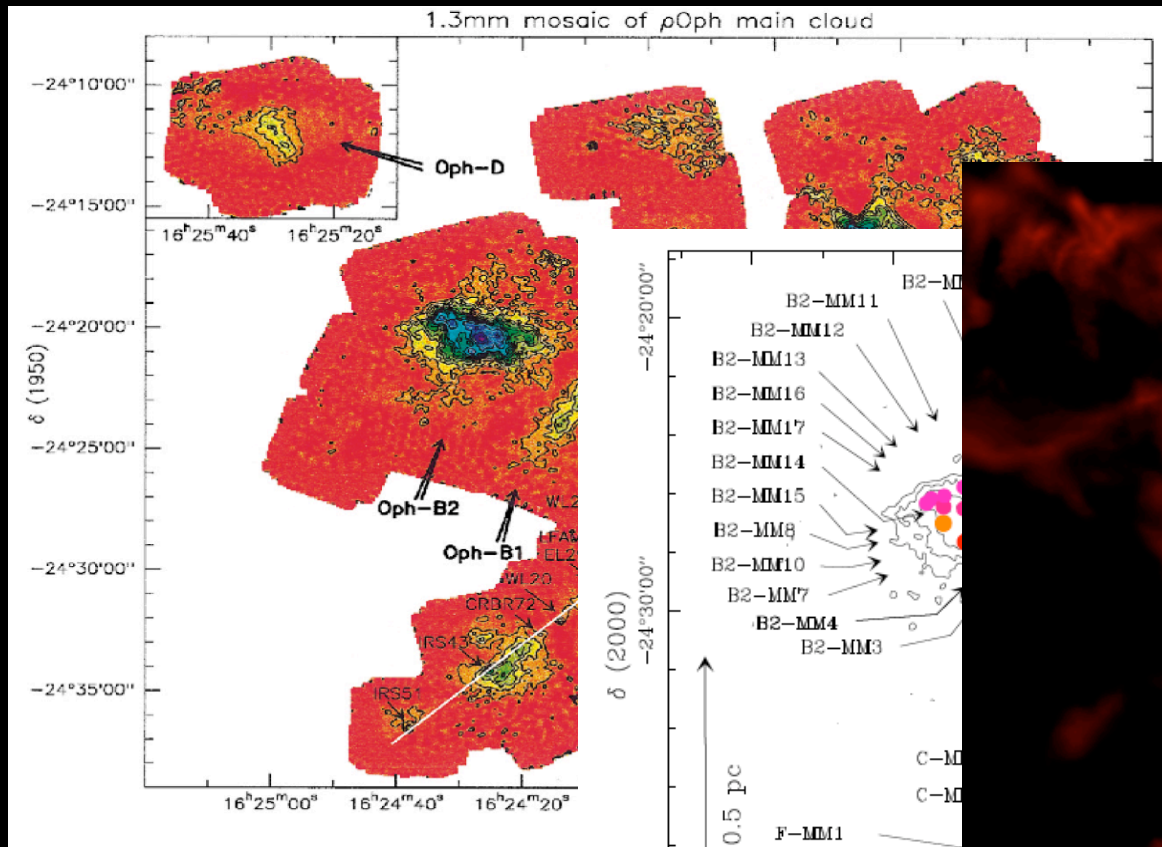 1.3mm mosaic of ρOph main cloud
−24°10'00"
−24°15'00"
−24°20'00"
−24°25'00"
−24°30'00"
−24°35'00"
δ (1950)
Oph-D
16ʰ25ᵐ40ˢ
16ʰ25ᵐ20ˢ
Oph-B2
Oph-B1
WL20
CRBR72
IRS43
IRS51
16ʰ25ᵐ00ˢ
16ʰ24ᵐ40ˢ
16ʰ24ᵐ20ˢ
B2-MM11
B2-MM12
B2-MM13
B2-MM16
B2-MM17
B2-MM14
B2-MM15
B2-MM8
B2-MM10
B2-MM7
B2-MM4
B2-MM3
−24°20'00"
−24°30'00"
δ (2000)
0.5 pc
F-MM1